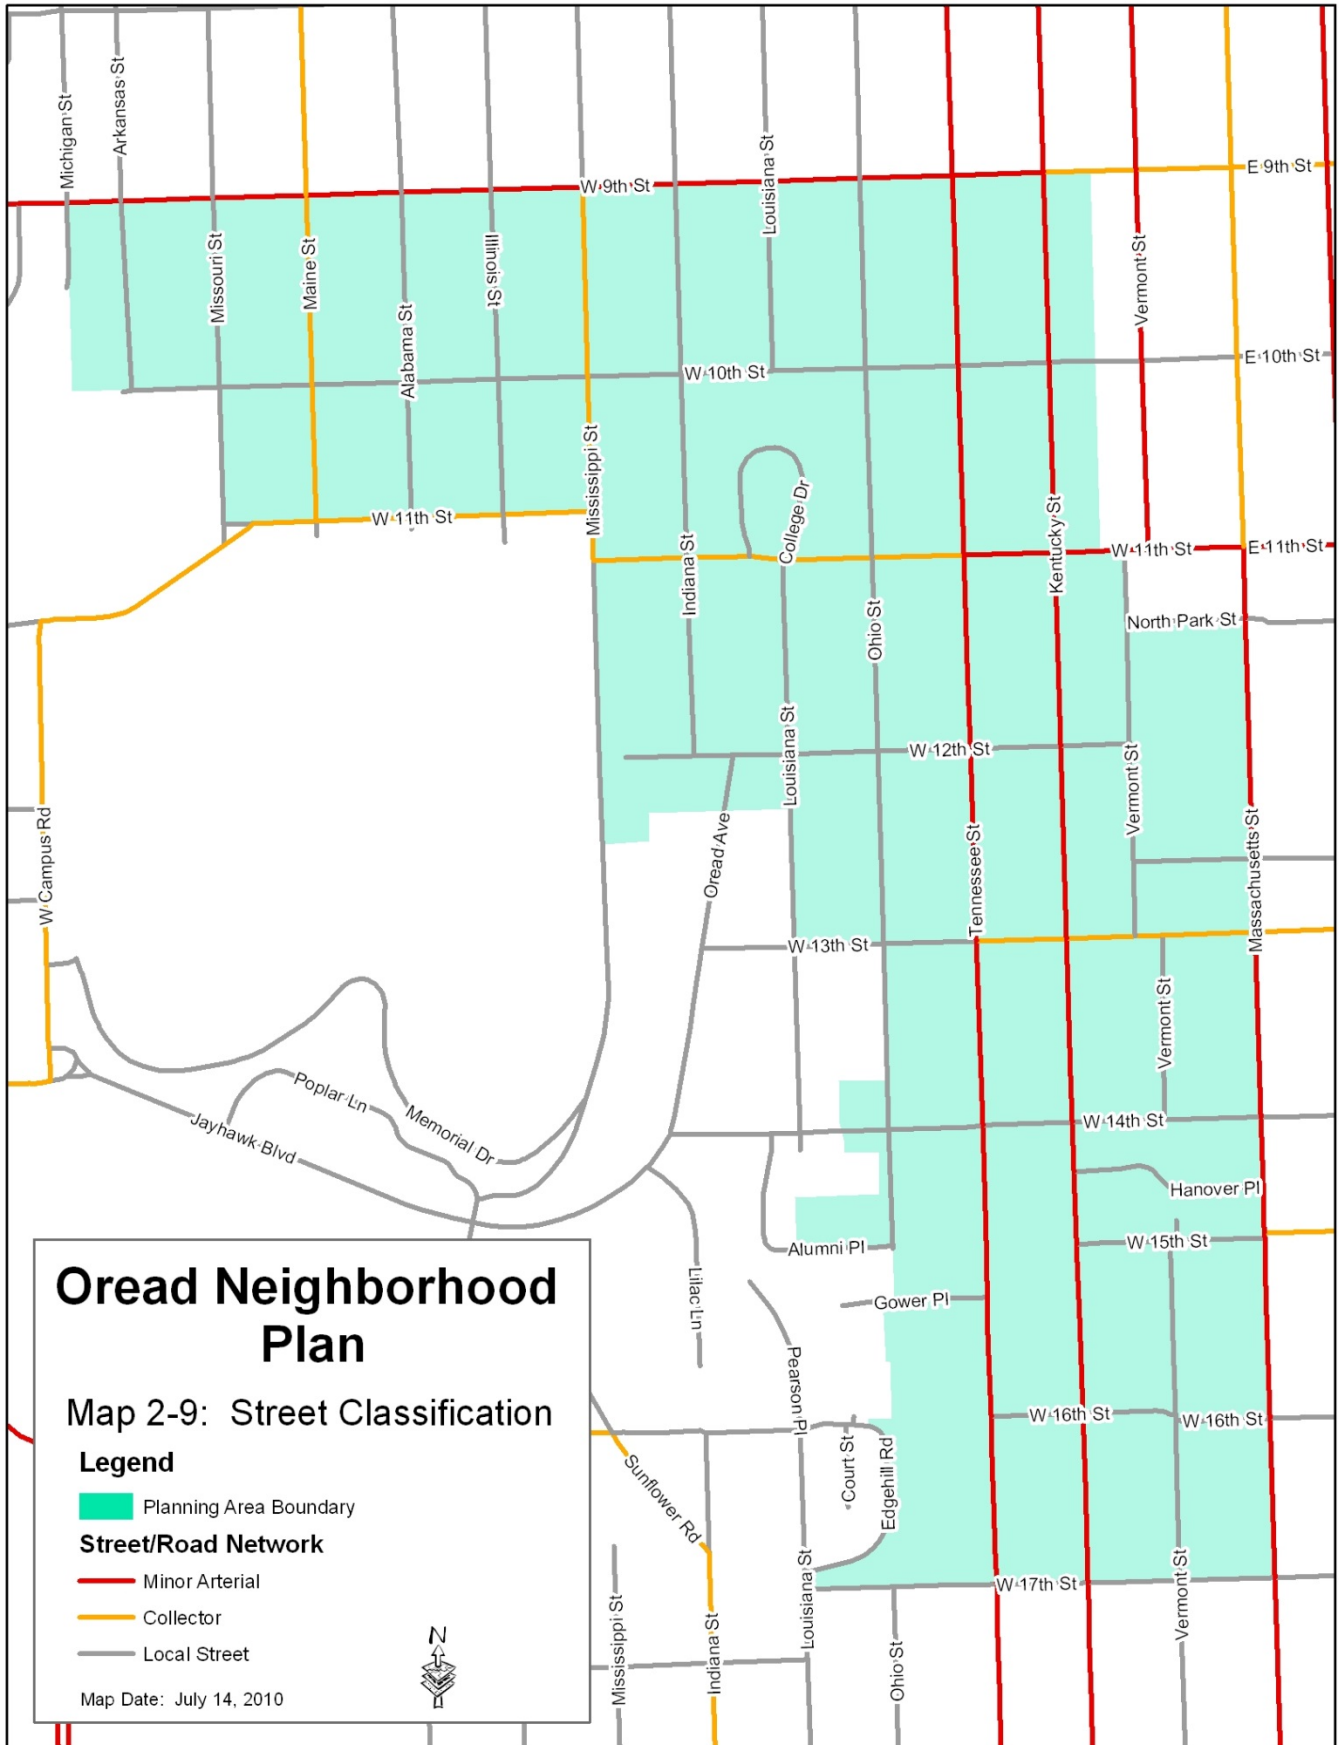 Michigan St
Arkansas St
Louisiana St
W 9th St
E 9th St
Missouri St
Maine St
Illinois St
Alabama St
Vermont St
W 10th St
E 10th St
Mississippi St
College Dr
W 11th St
Kentucky St
W 11th St
E 11th St
Indiana St
Ohio St
North Park St
Louisiana St
W 12th St
Vermont St
W Campus Rd
Oread Ave
Tennessee St
Massachusetts St
W 13th St
Vermont St
Poplar Ln
Memorial Dr
Jayhawk Blvd
W 14th St
Hanover Pl
Alumni Pl
W 15th St
Lilac Ln
Gower Pl
Pearson Pl
W 16th St
W 16th St
Court St
Edgehill Rd
Sunflower Rd
Louisiana St
W 17th St
Vermont St
Mississippi St
Indiana St
Ohio St
Oread Neighborhood
Plan
Map 2-9: Street Classification
Legend
Planning Area Boundary
Street/Road Network
Minor Arterial
Collector
Local Street
N
Map Date: July 14, 2010